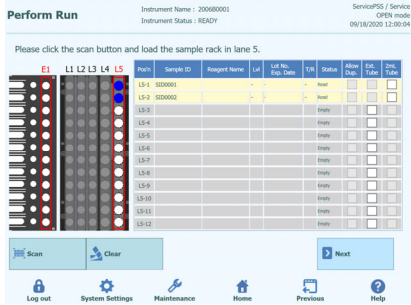 Perform Run
Instrument Name : 2006B0001
Instrument Status : READY
ServicePSS / Service
OPEN mode
09/18/2020 12:00:04
Please click the scan button and load the sample rack in lane 5.
E1 L1 L2 L3 L4 L5
Pos'n Sample ID Reagent Name Lvl Lot No. Exp. Date T/R Status Allow Dup. Ext. Tube 2mL Tube
L5-1 SID0001 - - - Read
L5-2 SID0002 - - - Read
L5-3 Empty
L5-4 Empty
L5-5 Empty
L5-6 Empty
L5-7 Empty
L5-8 Empty
L5-9 Empty
L5-10 Empty
L5-11 Empty
L5-12 Empty
Scan Clear Next
Log out System Settings Maintenance Home Previous Help